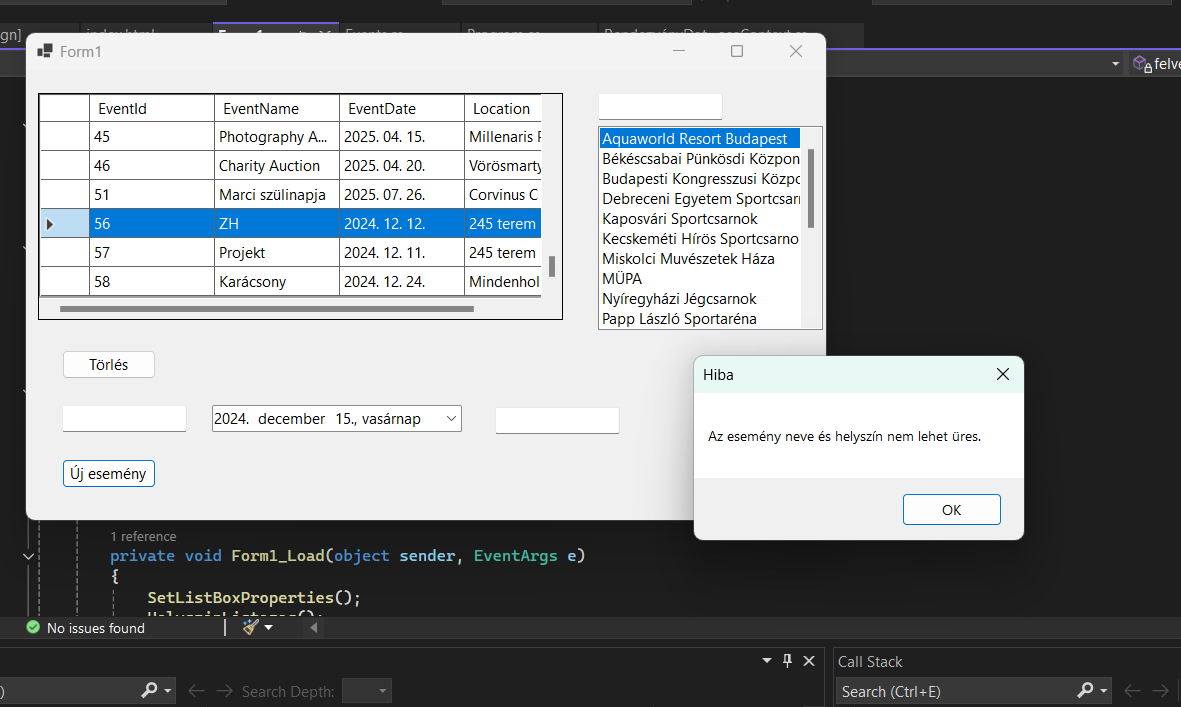 gn]
Form1
felve
EventId EventName EventDate Location
45 Photography A... 2025. 04. 15. Millenaris P
46 Charity Auction 2025. 04. 20. Vörösmarty
51 Marci szülinapja 2025. 07. 26. Corvinus C
56 ZH 2024. 12. 12. 245 terem
57 Projekt 2024. 12. 11. 245 terem
58 Karácsony 2024. 12. 24. Mindenhol
Aquaworld Resort Budapest
Békéscsabai Pünkösdi Központ
Budapesti Kongresszusi Közpo
Debreceni Egyetem Sportcsar
Kaposvári Sportcsarnok
Kecskeméti Hírös Sportcsarno
Miskolci Muvészetek Háza
MÜPA
Nyíregyházi Jégcsarnok
Papp László Sportaréna
Törlés
2024. december 15., vasárnap
Új esemény
Hiba
Az esemény neve és helyszín nem lehet üres.
OK
1 reference
private void Form1_Load(object sender, EventArgs e)
{
SetListBoxProperties();
No issues found
Search Depth:
Call Stack
Search (Ctrl+E)